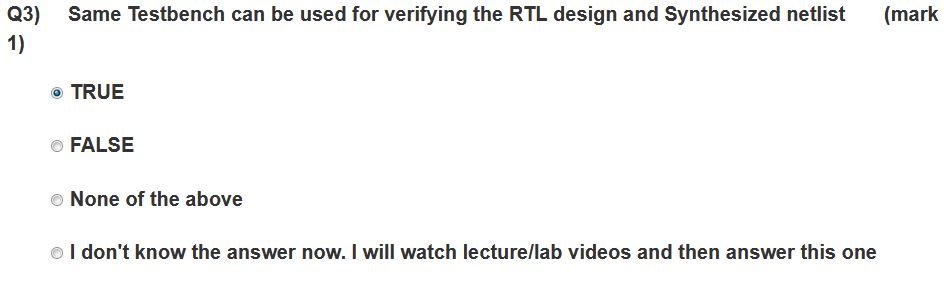 Q3) Same Testbench can be used for verifying the RTL design and Synthesized netlist (mark
1)
TRUE
FALSE
None of the above
I don't know the answer now. I will watch lecture/lab videos and then answer this one